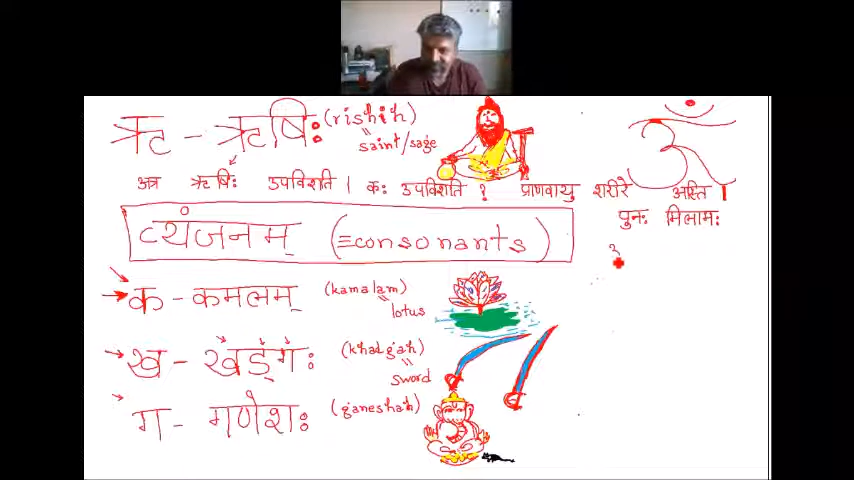 ऋ - ऋषिः (rishih)
= saint/sage
अत्र ऋषिः उपविशति । कः उपविशति ? प्राणवायु शरीरे अस्ति ।
पुनः मिलामः
व्यंजनम् (≡consonants)
क - कमलम् (kamalam)
= lotus
ख - खड्गः (khadgah)
= sword
ग - गणेशः (ganeshah)
ॐ